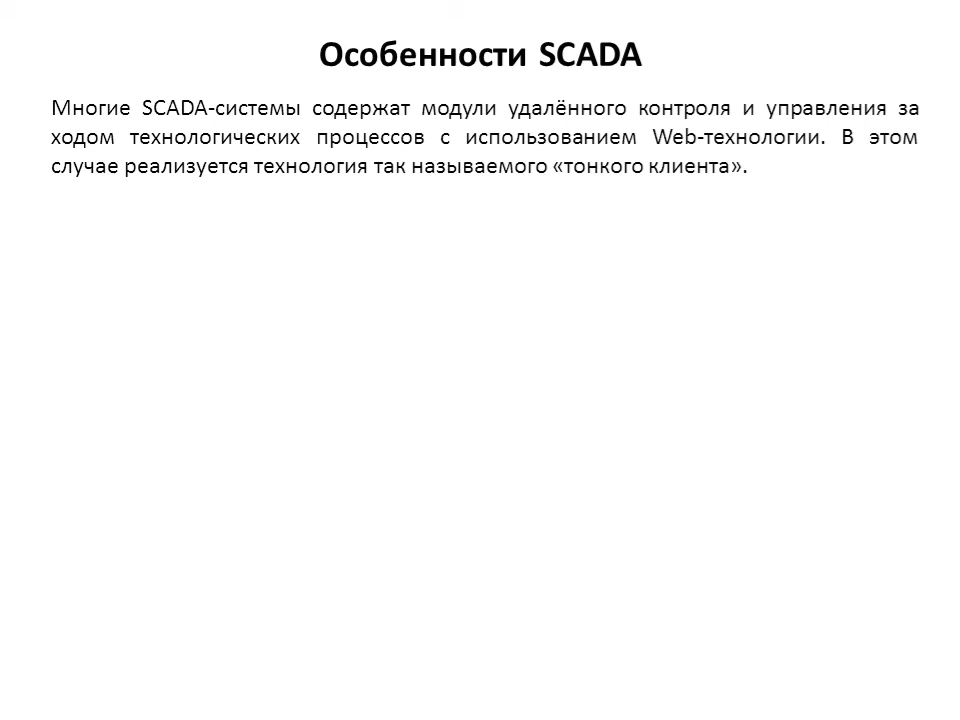 Особенности SCADA
Многие SCADA-системы содержат модули удалённого контроля и управления за
ходом технологических процессов с использованием Web-технологии. В этом
случае реализуется технология так называемого «тонкого клиента».